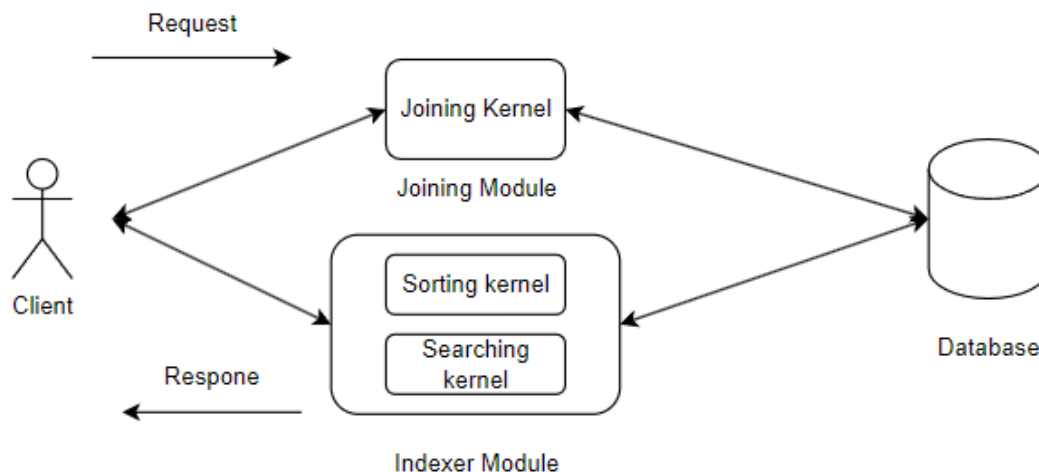 Request
Joining Kernel
Joining Module
Client
Sorting kernel
Searching
kernel
Database
Respone
Indexer Module